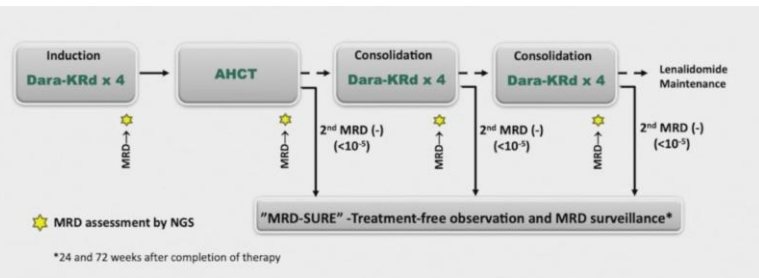 Induction
Dara-KRd x 4
AHCT
Consolidation
Dara-KRd x 4
Consolidation
Dara-KRd x 4
Lenalidomide
Maintenance
MRD→
MRD→
2nd MRD (-)
(<10-5)
MRD→
2nd MRD (-)
(<10-5)
MRD→
2nd MRD (-)
(<10-5)
MRD assessment by NGS
"MRD-SURE" -Treatment-free observation and MRD surveillance*
*24 and 72 weeks after completion of therapy